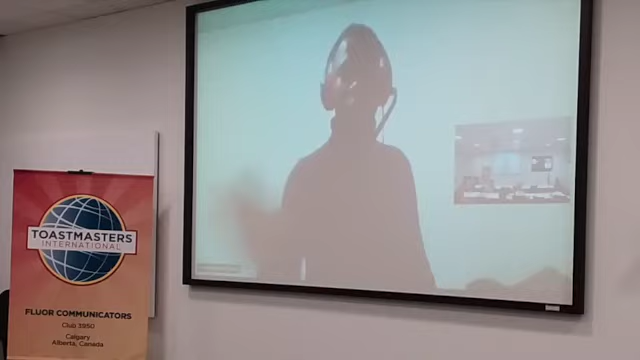 TOASTMASTERS
INTERNATIONAL
FLUOR COMMUNICATORS
Club 3850
Calgary
Alberta, Canada